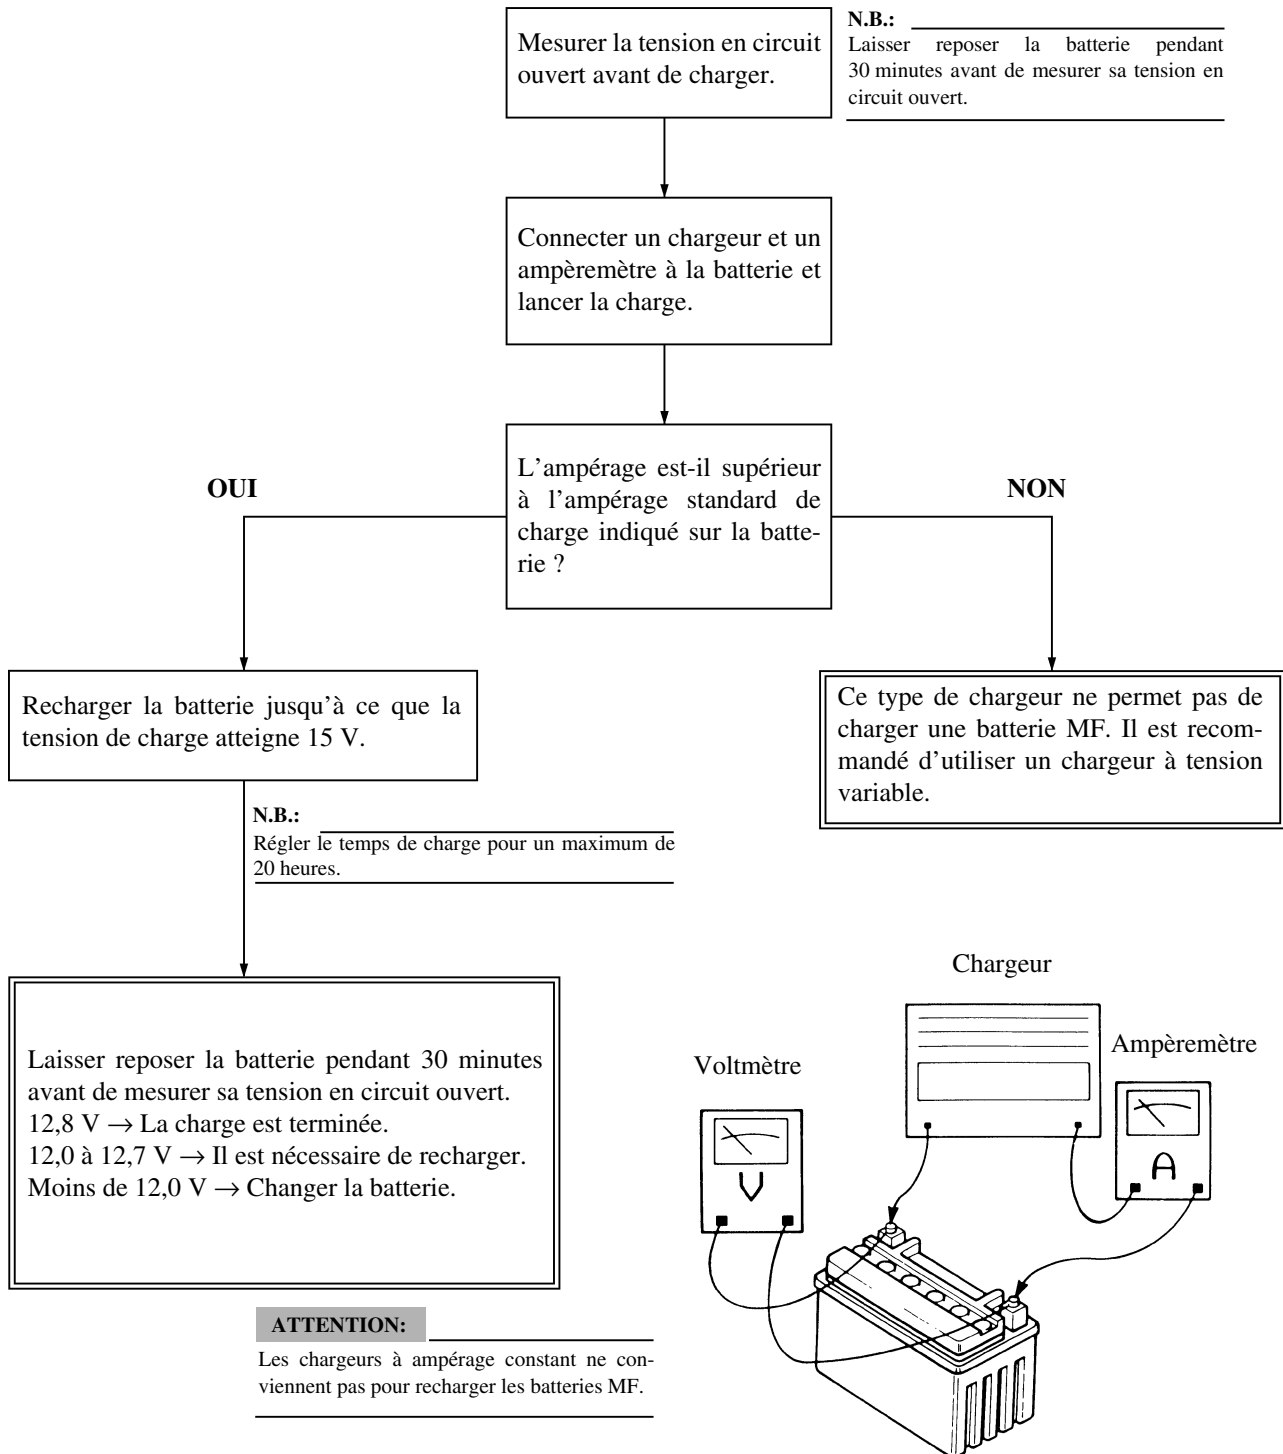 Mesurer la tension en circuit
ouvert avant de charger.
N.B.:
Laisser reposer la batterie pendant
30 minutes avant de mesurer sa tension en
circuit ouvert.
Connecter un chargeur et un
ampèremètre à la batterie et
lancer la charge.
L’ampérage est-il supérieur
à l’ampérage standard de
charge indiqué sur la batte-
rie ?
OUI
NON
Recharger la batterie jusqu’à ce que la
tension de charge atteigne 15 V.
Ce type de chargeur ne permet pas de
charger une batterie MF. Il est recom-
mandé d’utiliser un chargeur à tension
variable.
N.B.:
Régler le temps de charge pour un maximum de
20 heures.
Laisser reposer la batterie pendant 30 minutes
avant de mesurer sa tension en circuit ouvert.
12,8 V → La charge est terminée.
12,0 à 12,7 V → Il est nécessaire de recharger.
Moins de 12,0 V → Changer la batterie.
ATTENTION:
Les chargeurs à ampérage constant ne con-
viennent pas pour recharger les batteries MF.
Chargeur
Voltmètre
Ampèremètre
V
A